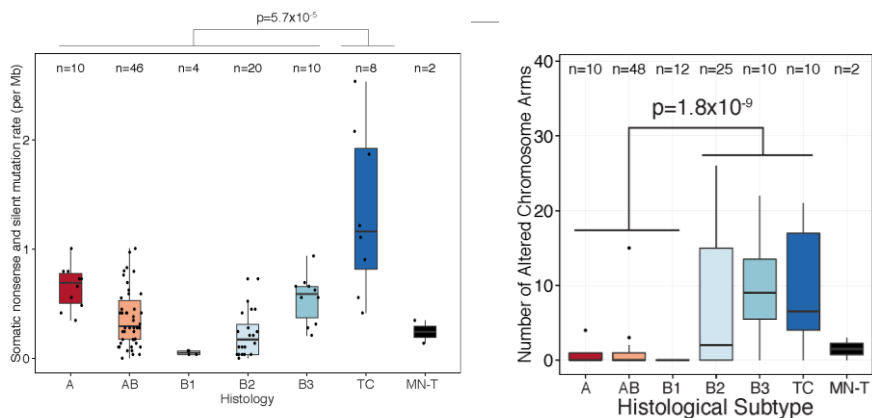 p=5.7x10-5
n=10 n=46 n=4 n=20 n=10 n=8 n=2
Somatic nonsense and silent mutation rate (per Mb)
2
1
0
A AB B1 B2 B3 TC MN-T
Histology
n=10 n=48 n=12 n=25 n=10 n=10 n=2
p=1.8x10-9
Number of Altered Chromosome Arms
40
30
20
10
0
A AB B1 B2 B3 TC MN-T
Histological Subtype